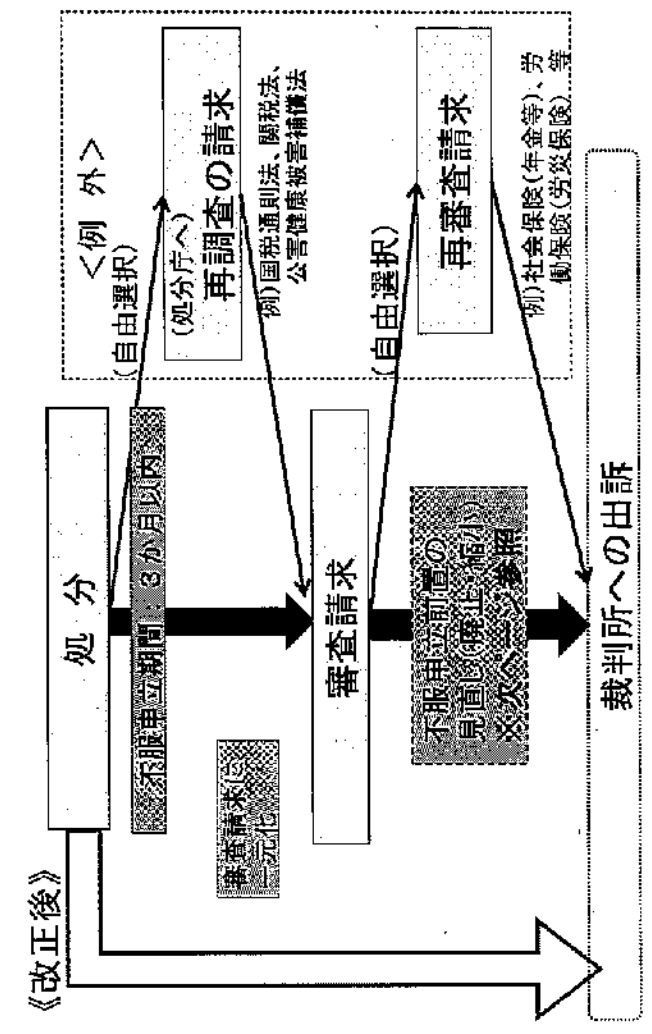 《改正後》
処 分
不服申立期間：３か月以内
審査請求に
一元化
審査請求
不服申立前置の
見直し（廃止・縮小）
※次ページ参照
裁判所への出訴
＜例 外＞
（自由選択）
（処分庁へ）
再調査の請求
例）国税通則法、関税法、
公害健康被害補償法
（自由選択）
再審査請求
例）社会保険（年金等）、労
働保険（労災保険） 等